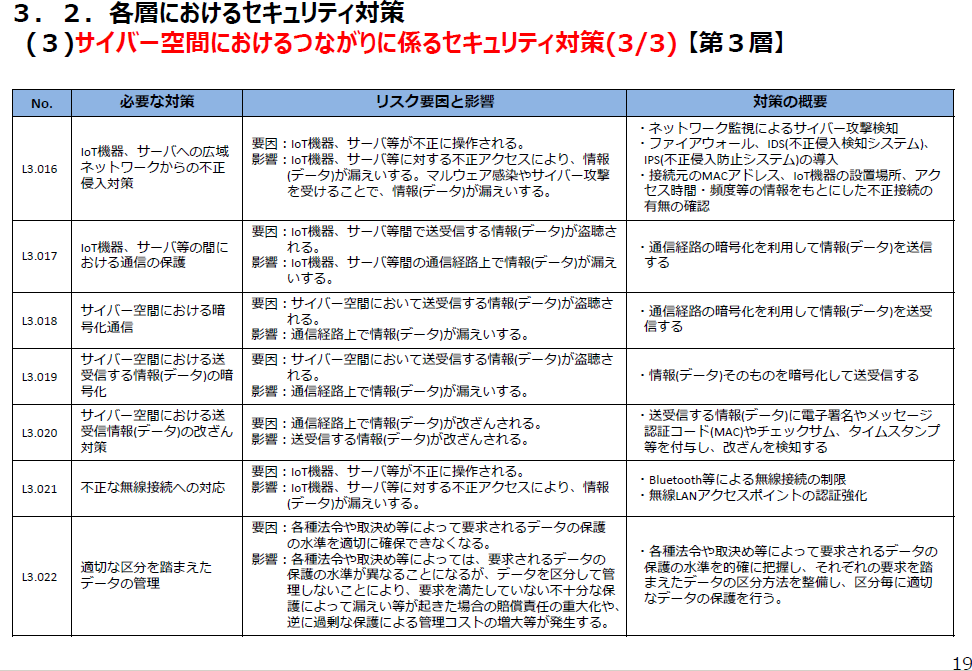 ３．２．各層におけるセキュリティ対策
(３)サイバー空間におけるつながりに係るセキュリティ対策(3/3)【第３層】
No.
必要な対策
リスク要因と影響
対策の概要
L3.016
IoT機器、サーバへの広域
ネットワークからの不正
侵入対策
要因：IoT機器、サーバ等が不正に操作される。
影響：IoT機器、サーバ等に対する不正アクセスにより、情報
(データ)が漏えいする。マルウェア感染やサイバー攻撃
を受けることで、情報(データ)が漏えいする。
・ネットワーク監視によるサイバー攻撃検知
・ファイアウォール、IDS(不正侵入検知システム)、
IPS(不正侵入防止システム)の導入
・接続元のMACアドレス、IoT機器の設置場所、アク
セス時間・頻度等の情報をもとにした不正接続の
有無の確認
L3.017
IoT機器、サーバ等の間に
おける通信の保護
要因：IoT機器、サーバ等間で送受信する情報(データ)が盗聴さ
れる。
影響：IoT機器、サーバ等間の通信経路上で情報(データ)が漏え
いする。
・通信経路の暗号化を利用して情報(データ)を送信
する
L3.018
サイバー空間における暗
号化通信
要因：サイバー空間において送受信する情報(データ)が盗聴さ
れる。
影響：通信経路上で情報(データ)が漏えいする。
・通信経路の暗号化を利用して情報(データ)を送受
信する
L3.019
サイバー空間における送
受信する情報(データ)の暗
号化
要因：サイバー空間において送受信する情報(データ)が盗聴さ
れる。
影響：通信経路上で情報(データ)が漏えいする。
・情報(データ)そのものを暗号化して送受信する
L3.020
サイバー空間における送
受信情報(データ)の改ざん
対策
要因：通信経路上で情報(データ)が改ざんされる。
影響：送受信する情報(データ)が改ざんされる。
・送受信する情報(データ)に電子署名やメッセージ
認証コード(MAC)やチェックサム、タイムスタンプ
等を付与し、改ざんを検知する
L3.021
不正な無線接続への対応
要因：IoT機器、サーバ等が不正に操作される。
影響：IoT機器、サーバ等に対する不正アクセスにより、情報
(データ)が漏えいする。
・Bluetooth等による無線接続の制限
・無線LANアクセスポイントの認証強化
L3.022
適切な区分を踏まえた
データの管理
要因：各種法令や取決め等によって要求されるデータの保護
の水準を適切に確保できなくなる。
影響：各種法令や取決め等によっては、要求されるデータの
保護の水準が異なることになるが、データを区分して管
理しないことにより、要求を満たしていない不十分な保
護によって漏えい等が起きた場合の賠償責任の重大化や、
逆に過剰な保護による管理コストの増大等が発生する。
・各種法令や取決め等によって要求されるデータの
保護の水準を的確に把握し、それぞれの要求を踏
まえたデータの区分方法を整備し、区分毎に適切
なデータの保護を行う。
19